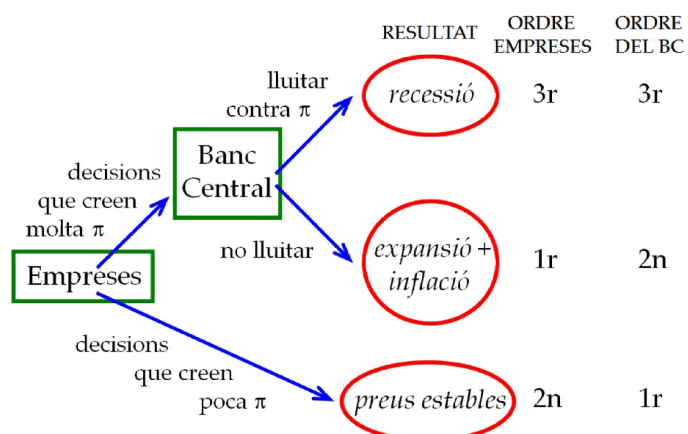 RESULTAT
ORDRE
EMPRESES
ORDRE
DEL BC
lluitar
contra π
recessió
3r
3r
Banc
Central
decisions
que creen
molta π
no lluitar
expansió +
inflació
1r
2n
Empreses
decisions
que creen
poca π
preus estables
2n
1r